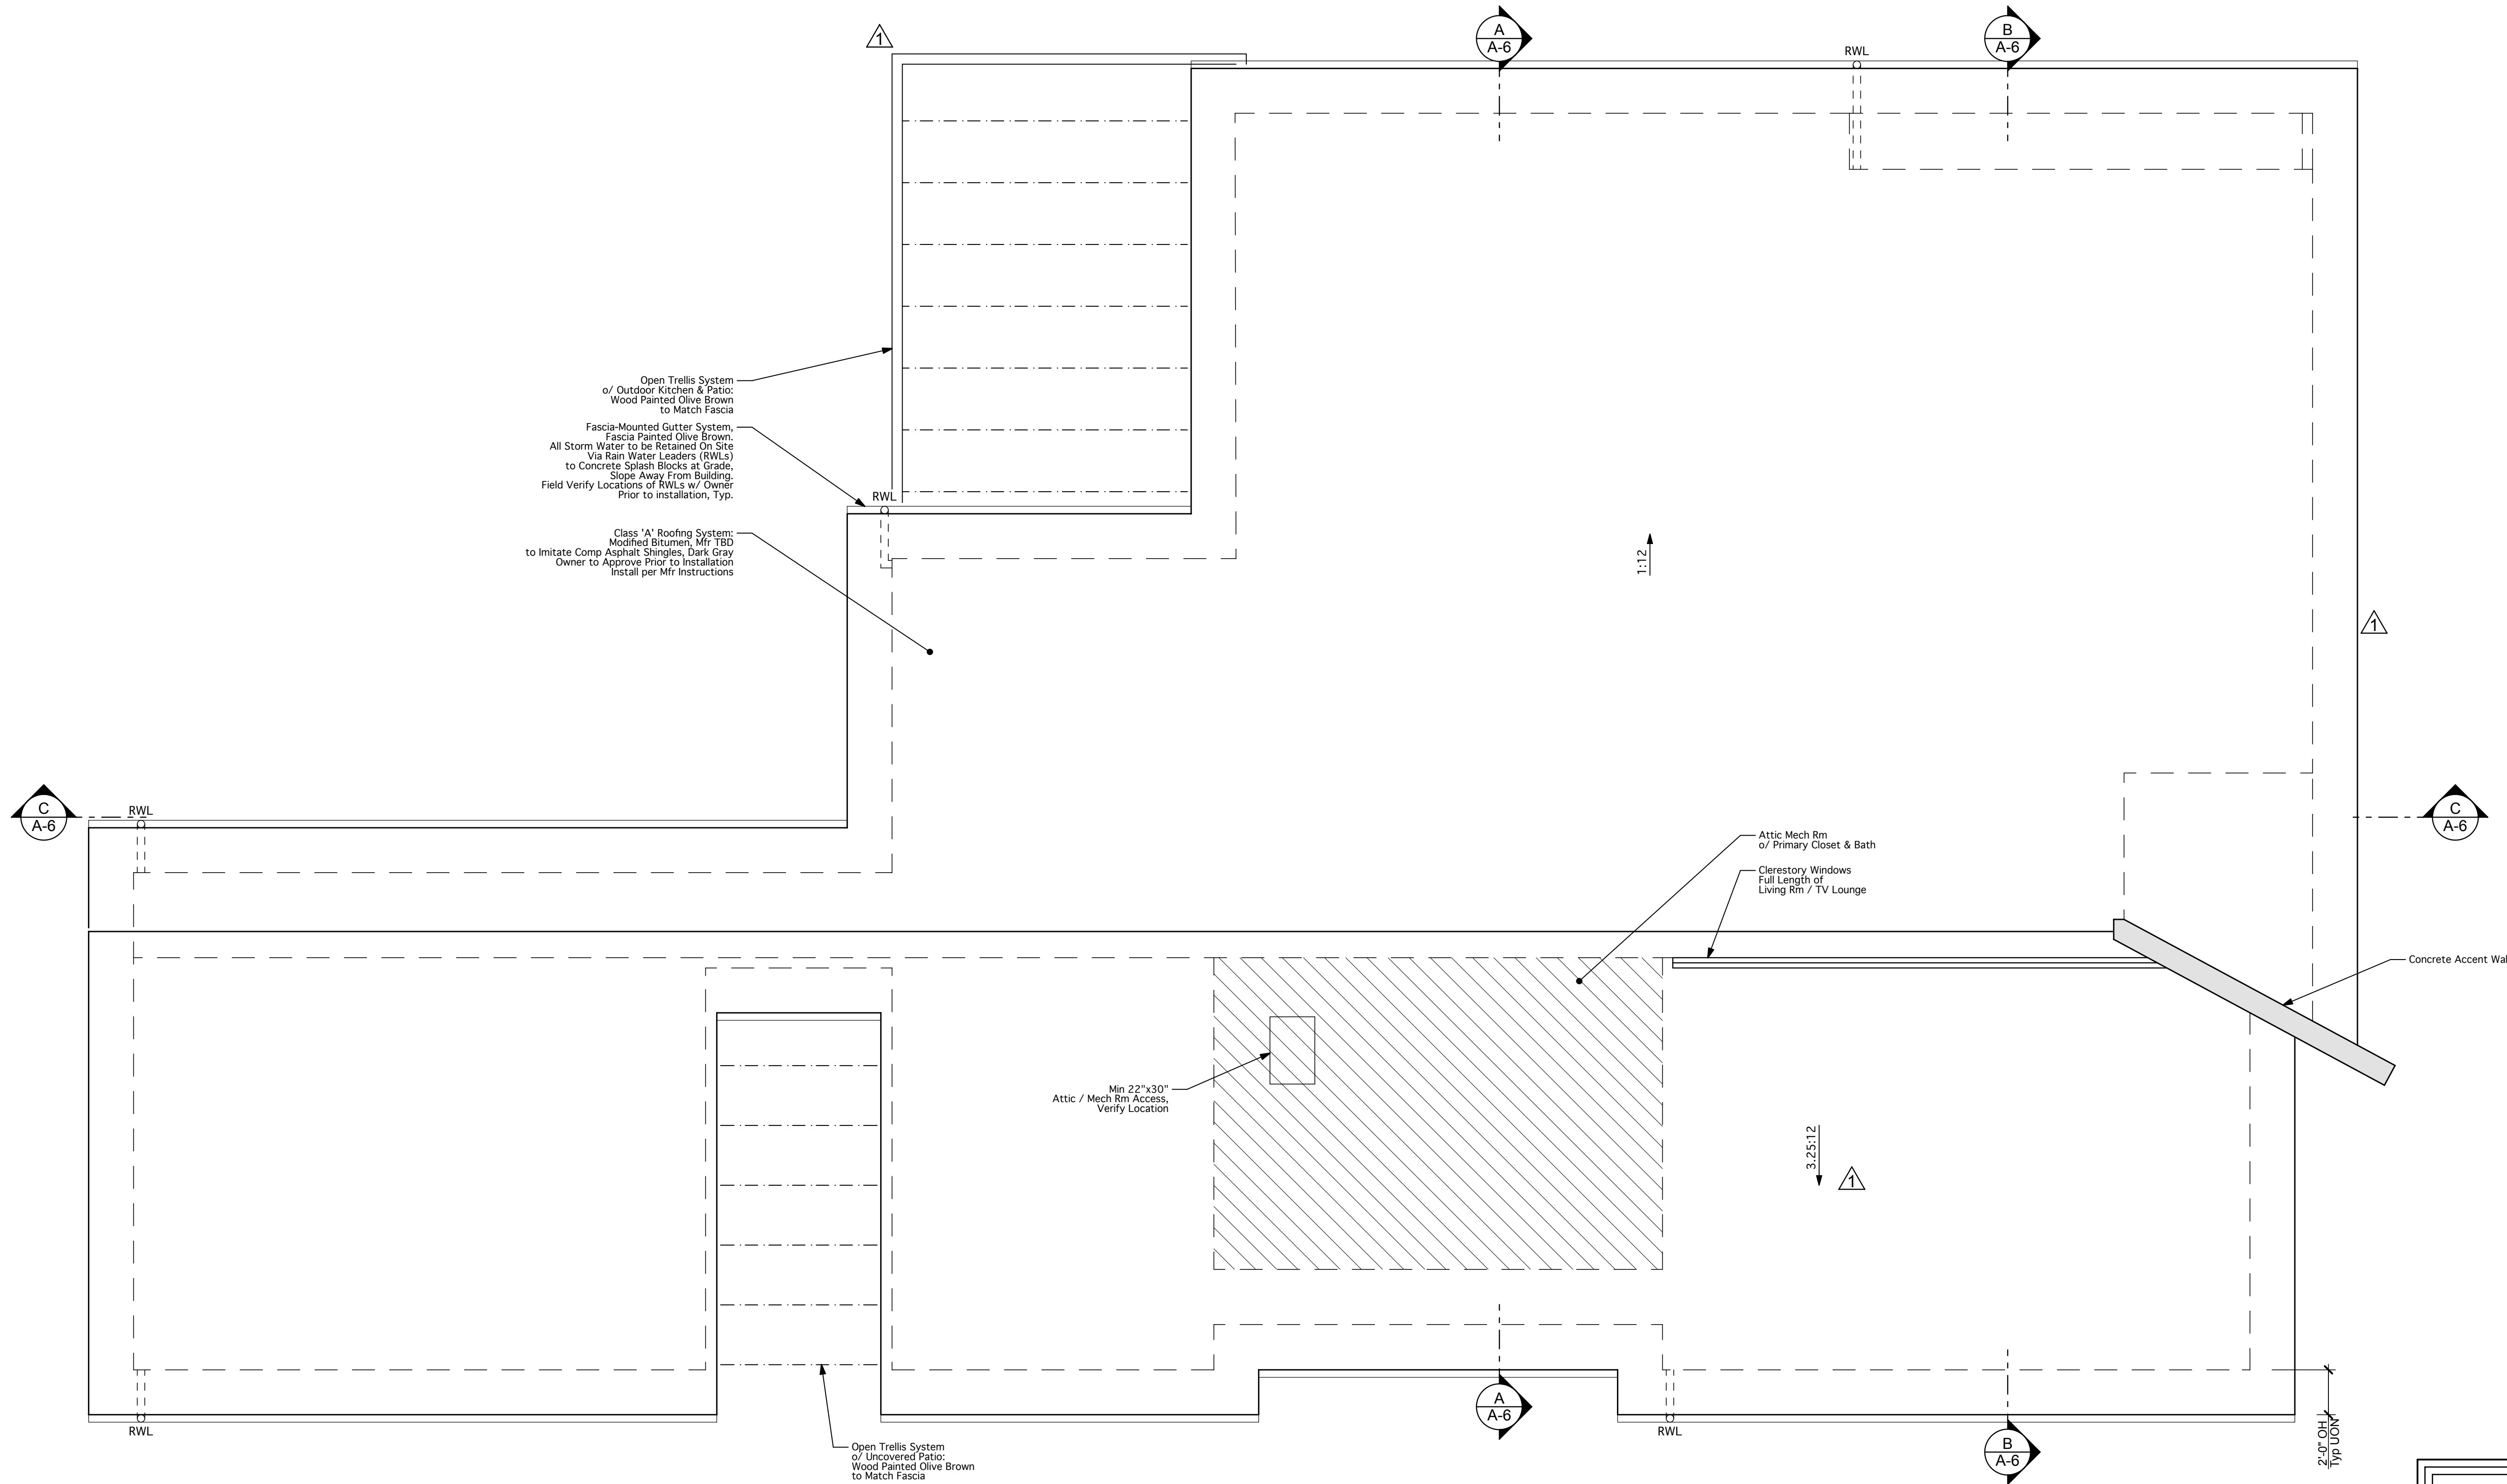 A
A-6
B
A-6
1
RWL
Open Trellis System
o/ Outdoor Kitchen & Patio:
Wood Painted Olive Brown
to Match Fascia
Fascia-Mounted Gutter System,
Fascia Painted Olive Brown.
All Storm Water to be Retained On Site
Via Rain Water Leaders (RWLs)
to Concrete Splash Blocks at Grade,
Slope Away From Building.
Field Verify Locations of RWLs w/ Owner
Prior to installation, Typ.
RWL
Class 'A' Roofing System:
Modified Bitumen, Mfr TBD
to Imitate Comp Asphalt Shingles, Dark Gray
Owner to Approve Prior to Installation
Install per Mfr Instructions
1:12
1
C
A-6
RWL
C
A-6
Attic Mech Rm
o/ Primary Closet & Bath
Clerestory Windows
Full Length of
Living Rm / TV Lounge
Concrete Accent
Min 22"x30"
Attic / Mech Rm Access,
Verify Location
3.25:12
1
A
A-6
RWL
RWL
B
A-6
2'-0" OH
Typ UON
Open Trellis System
o/ Uncovered Patio:
Wood Painted Olive Brown
to Match Fascia